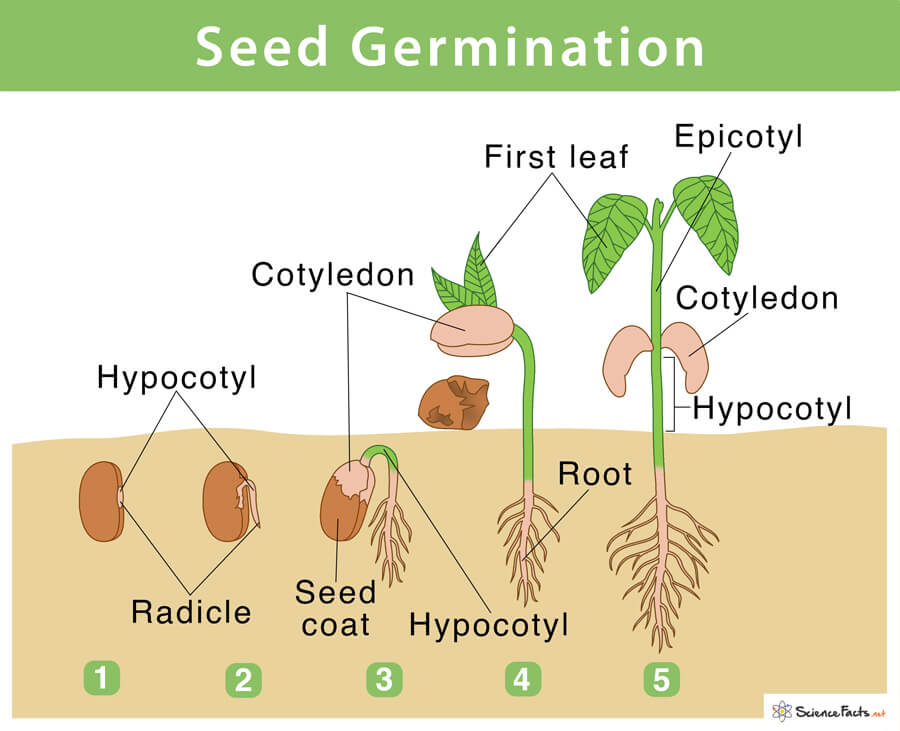 Seed Germination
Epicotyl
First leaf
Cotyledon
Cotyledon
Hypocotyl
Hypocotyl
Root
Radicle
Seed
coat
Hypocotyl
1
2
3
4
5
ScienceFacts.net